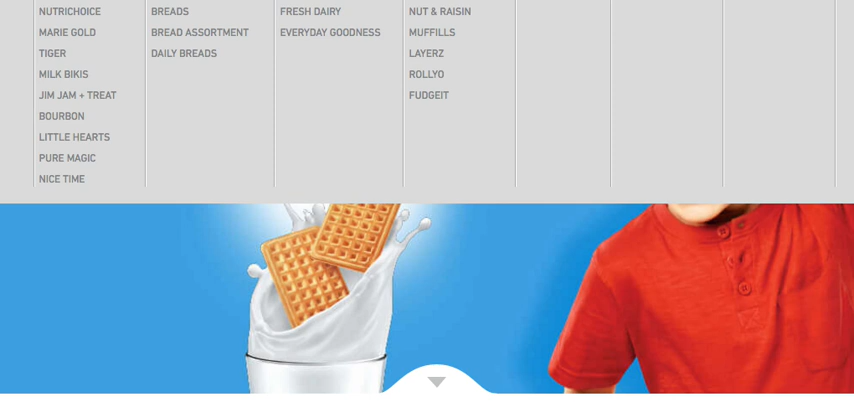 NUTRICHOICE
MARIE GOLD
TIGER
MILK BIKIS
JIM JAM + TREAT
BOURBON
LITTLE HEARTS
PURE MAGIC
NICE TIME
BREADS
BREAD ASSORTMENT
DAILY BREADS
FRESH DAIRY
EVERYDAY GOODNESS
NUT & RAISIN
MUFFILLS
LAYERZ
ROLLYO
FUDGEIT